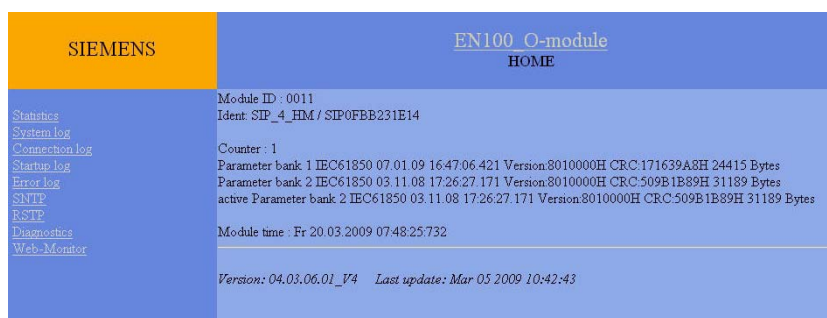 SIEMENS
EN100_O-module
HOME
Statistics
System log
Connection log
Startup log
Error log
SNTP
RSTP
Diagnostics
Web-Monitor
Module ID : 0011
Ident: SIP_4_HM / SIP0FBB231E14
Counter : 1
Parameter bank 1 IEC61850 07.01.09 16:47:06.421 Version:8010000H CRC:171639A8H 24415 Bytes
Parameter bank 2 IEC61850 03.11.08 17:26:27.171 Version:8010000H CRC:509B1B89H 31189 Bytes
active Parameter bank 2 IEC61850 03.11.08 17:26:27.171 Version:8010000H CRC:509B1B89H 31189 Bytes
Module time : Fr 20.03.2009 07:48:25:732
Version: 04.03.06.01_V4 Last update: Mar 05 2009 10:42:43